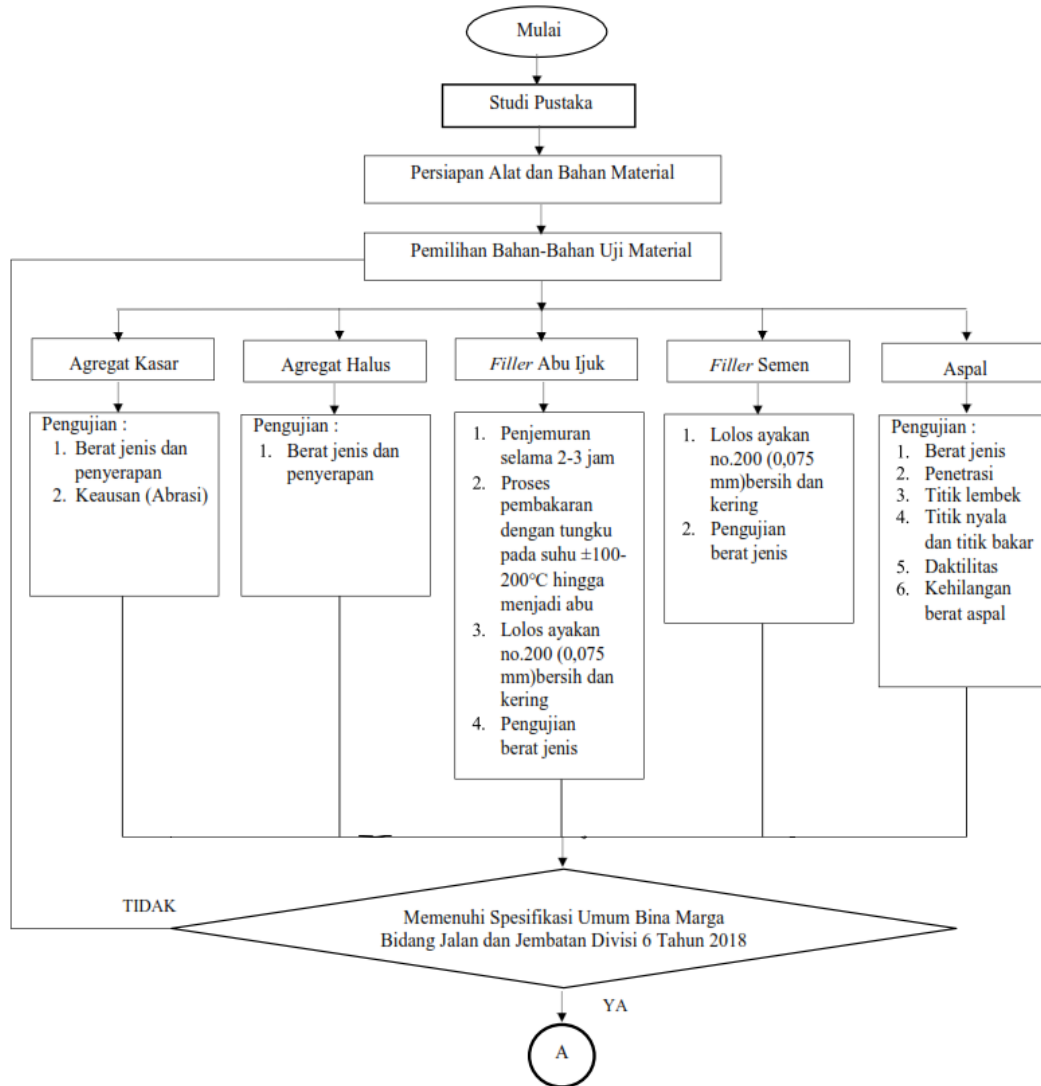 Mulai
Studi Pustaka
Persiapan Alat dan Bahan Material
Pemilihan Bahan-Bahan Uji Material
Agregat Kasar
Pengujian :
1. Berat jenis dan
penyerapan
2. Keausan (Abrasi)
Agregat Halus
Pengujian :
1. Berat jenis dan
penyerapan
Filler Abu Ijuk
1. Penjemuran
selama 2-3 jam
2. Proses
pembakaran
dengan tungku
pada suhu ±100-
200°C hingga
menjadi abu
3. Lolos ayakan
no.200 (0,075
mm)bersih dan
kering
4. Pengujian
berat jenis
Filler Semen
1. Lolos ayakan
no.200 (0,075
mm)bersih dan
kering
2. Pengujian
berat jenis
Aspal
Pengujian :
1. Berat jenis
2. Penetrasi
3. Titik lembek
4. Titik nyala
dan titik bakar
5. Daktilitas
6. Kehilangan
berat aspal
TIDAK
Memenuhi Spesifikasi Umum Bina Marga
Bidang Jalan dan Jembatan Divisi 6 Tahun 2018
YA
A